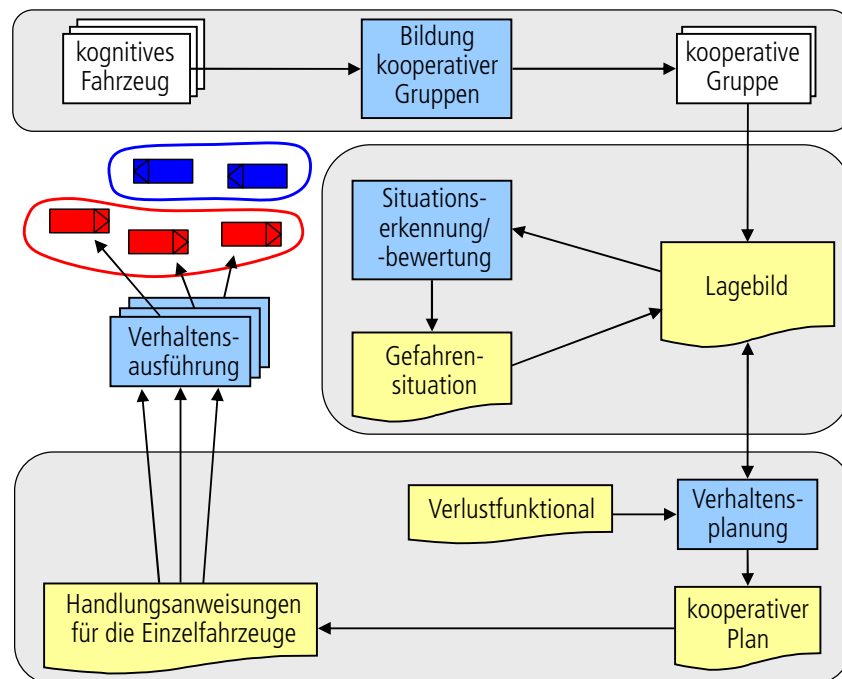 kognitives
Fahrzeug
Bildung
kooperativer
Gruppen
kooperative
Gruppe
Situations-
erkennung/
-bewertung
Lagebild
Gefahren-
situation
Verhaltens-
ausführung
Verlustfunktional
Verhaltens-
planung
Handlungsanweisungen
für die Einzelfahrzeuge
kooperativer
Plan